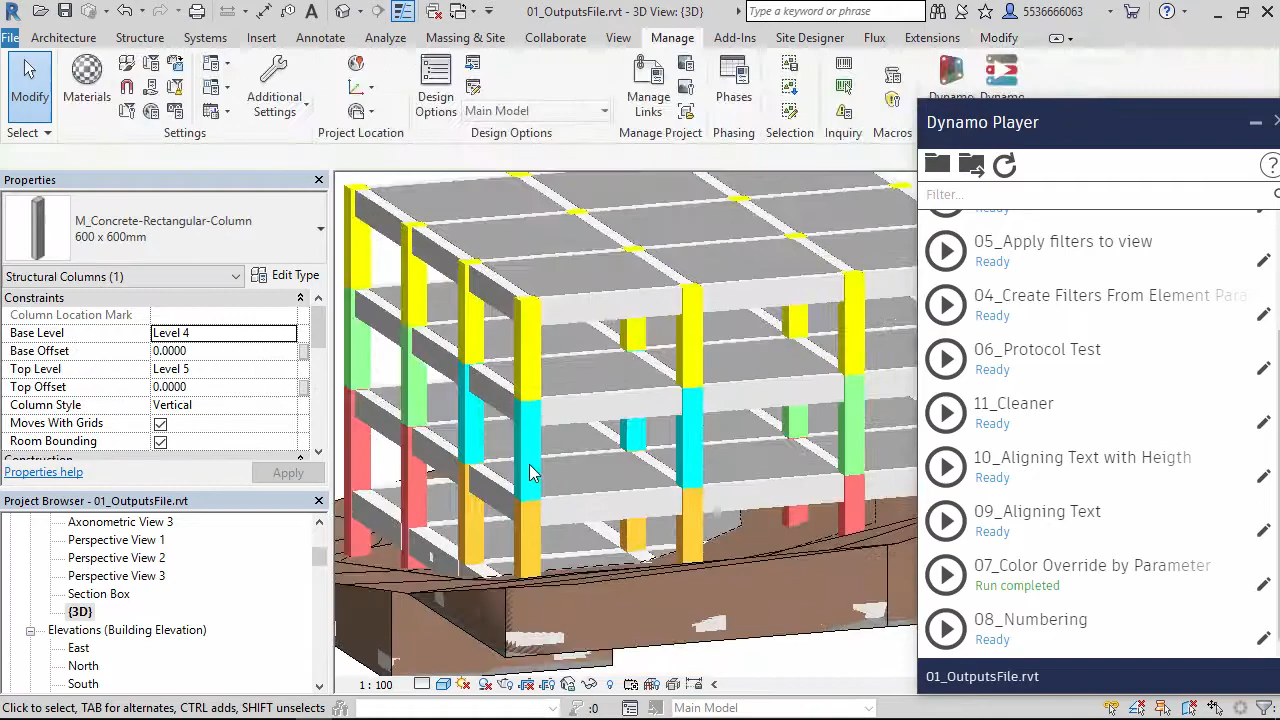 01_OutputsFile.rvt - 3D View: {3D}
Type a keyword or phrase
5536666063
File
Architecture
Structure
Systems
Insert
Annotate
Analyze
Massing & Site
Collaborate
View
Manage
Add-Ins
Site Designer
Flux
Extensions
Modify
Modify
Materials
Additional
Settings
Design
Options
Main Model
Manage
Links
Phases
Dynamo
Dynamo
Select
Settings
Project Location
Design Option
Manage Project
Phasing
Selection
Inquiry
Macros
Properties
M_Concrete-Rectangular-Column
600 x 600mm
Structural Columns (1)
Edit Type
Constraints
Column Location Mark
Base Level
Level 4
Base Offset
0.0000
Top Level
Level 5
Top Offset
0.0000
Column Style
Vertical
Moves With Grids
Room Bounding
Construction
Properties help
Apply
Project Browser - 01_OutputsFile.rvt
Axonometric View 3
Perspective View 1
Perspective View 2
Perspective View 3
Section Box
{3D}
Elevations (Building Elevation)
East
North
South
1 : 100
Dynamo Player
Filter...
Ready
05_Apply filters to view
Ready
04_Create Filters From Element Para
Ready
06_Protocol Test
Ready
11_Cleaner
Ready
10_Aligning Text with Heigth
Ready
09_Aligning Text
Ready
07_Color Override by Parameter
Run completed
08_Numbering
Ready
01_OutputsFile.rvt
Click to select, TAB for alternates, CTRL adds, SHIFT unselects
:0
Main Model